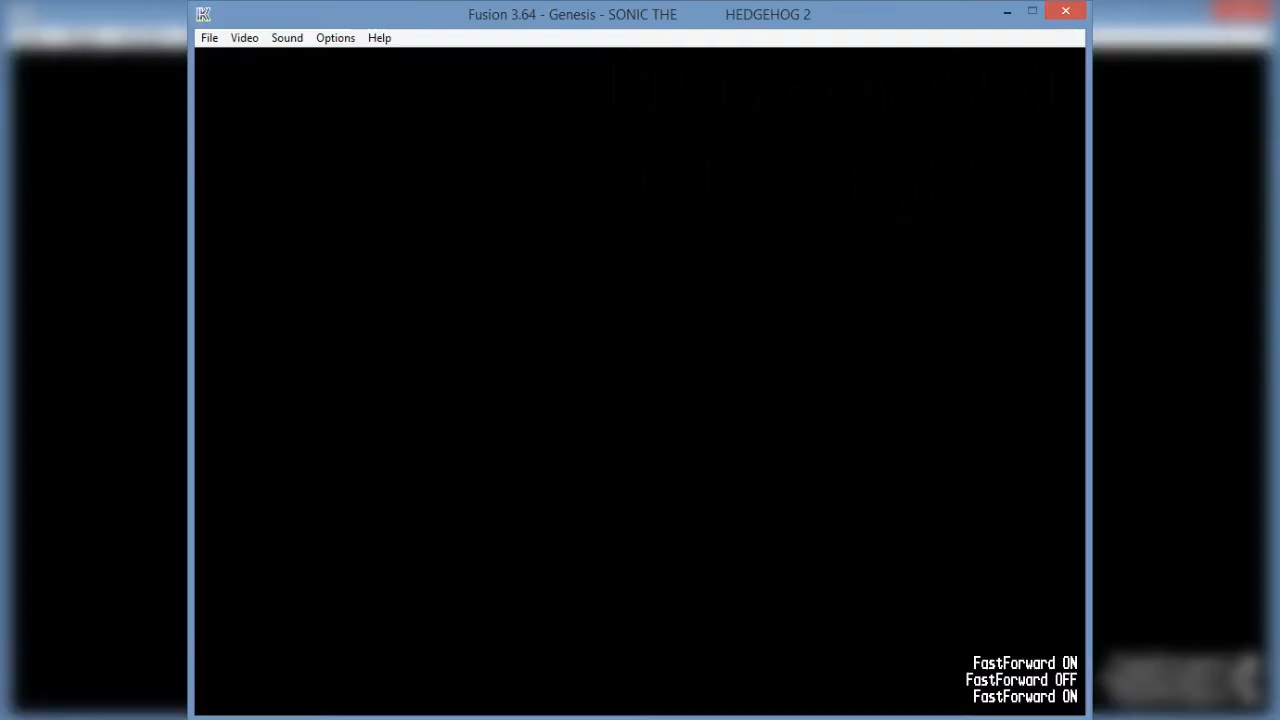 Fusion 3.64 - Genesis - SONIC THE HEDGEHOG 2
File Video Sound Options Help
FastForward ON
FastForward OFF
FastForward ON